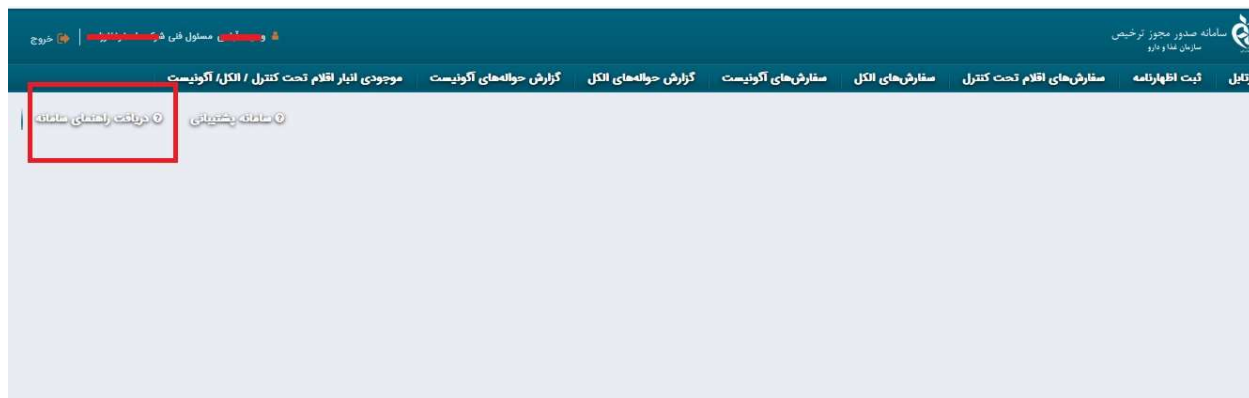 سامانه صدور مجوز ترخیص
سازمان غذا و دارو
مسئول فنی
خروج
ثبت اظهارنامه
سفارش‌های اقلام تحت کنترل
سفارش‌های الکل
سفارش‌های آگونیست
گزارش حواله‌های الکل
گزارش حواله‌های آگونیست
موجودی انبار اقلام تحت کنترل / الکل/ آگونیست
سامانه پشتیبانی
دریافت راهنمای سامانه